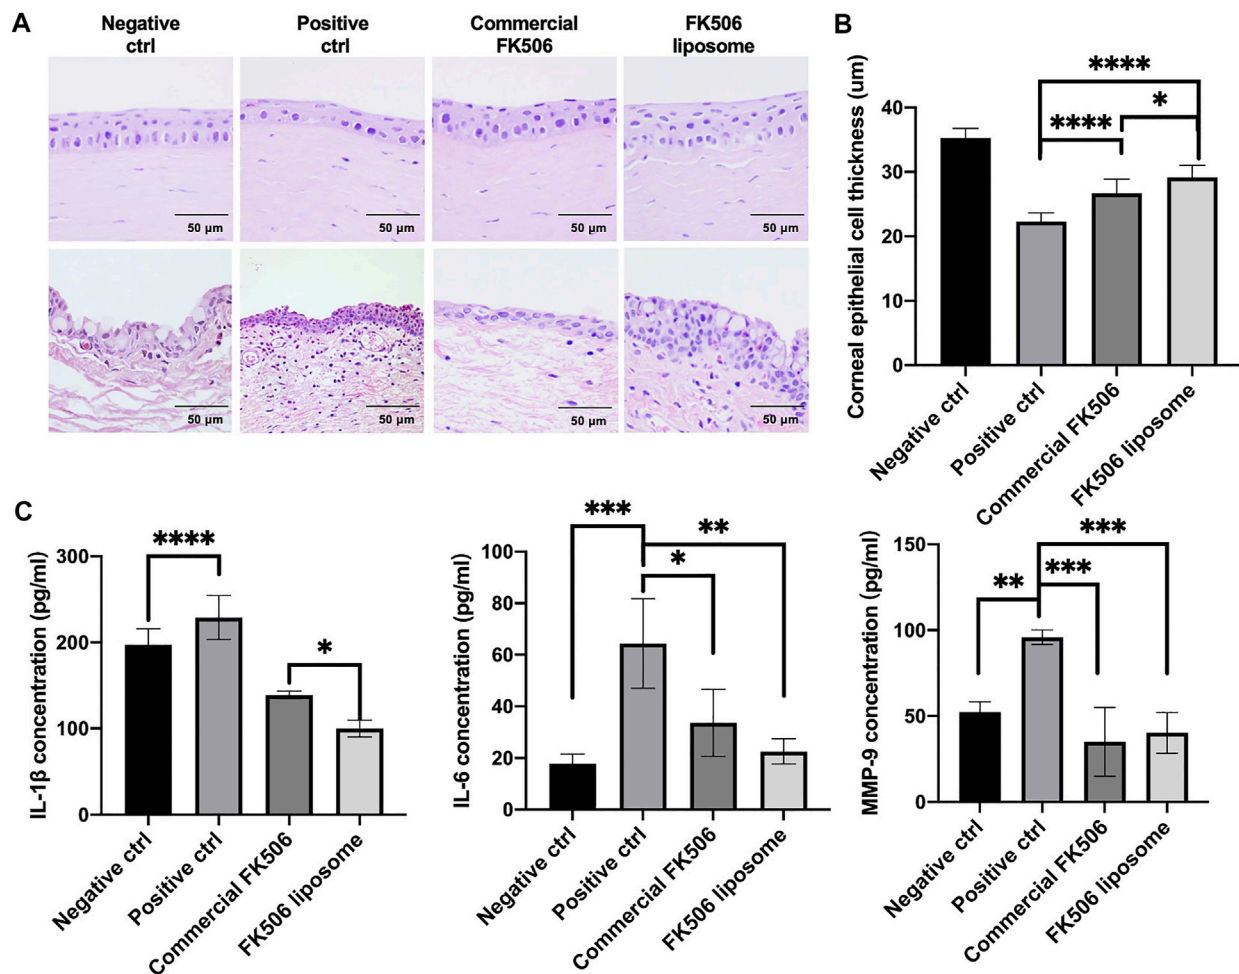 A
Negative
ctrl
Positive
ctrl
Commercial
FK506
FK506
liposome
50 µm
50 µm
50 µm
50 µm
50 µm
50 µm
50 µm
50 µm
B
Corneal epithelial cell thickness (um)
40
30
20
10
0
****
****
*
Negative ctrl
Positive ctrl
Commercial FK506
FK506 liposome
C
IL-1β concentration (pg/ml)
300
200
100
0
****
*
Negative ctrl
Positive ctrl
Commercial FK506
FK506 liposome
IL-6 concentration (pg/ml)
100
80
60
40
20
0
***
**
*
Negative ctrl
Positive ctrl
Commercial FK506
FK506 liposome
MMP-9 concentration (pg/ml)
150
100
50
0
***
**
***
Negative ctrl
Positive ctrl
Commercial FK506
FK506 liposome